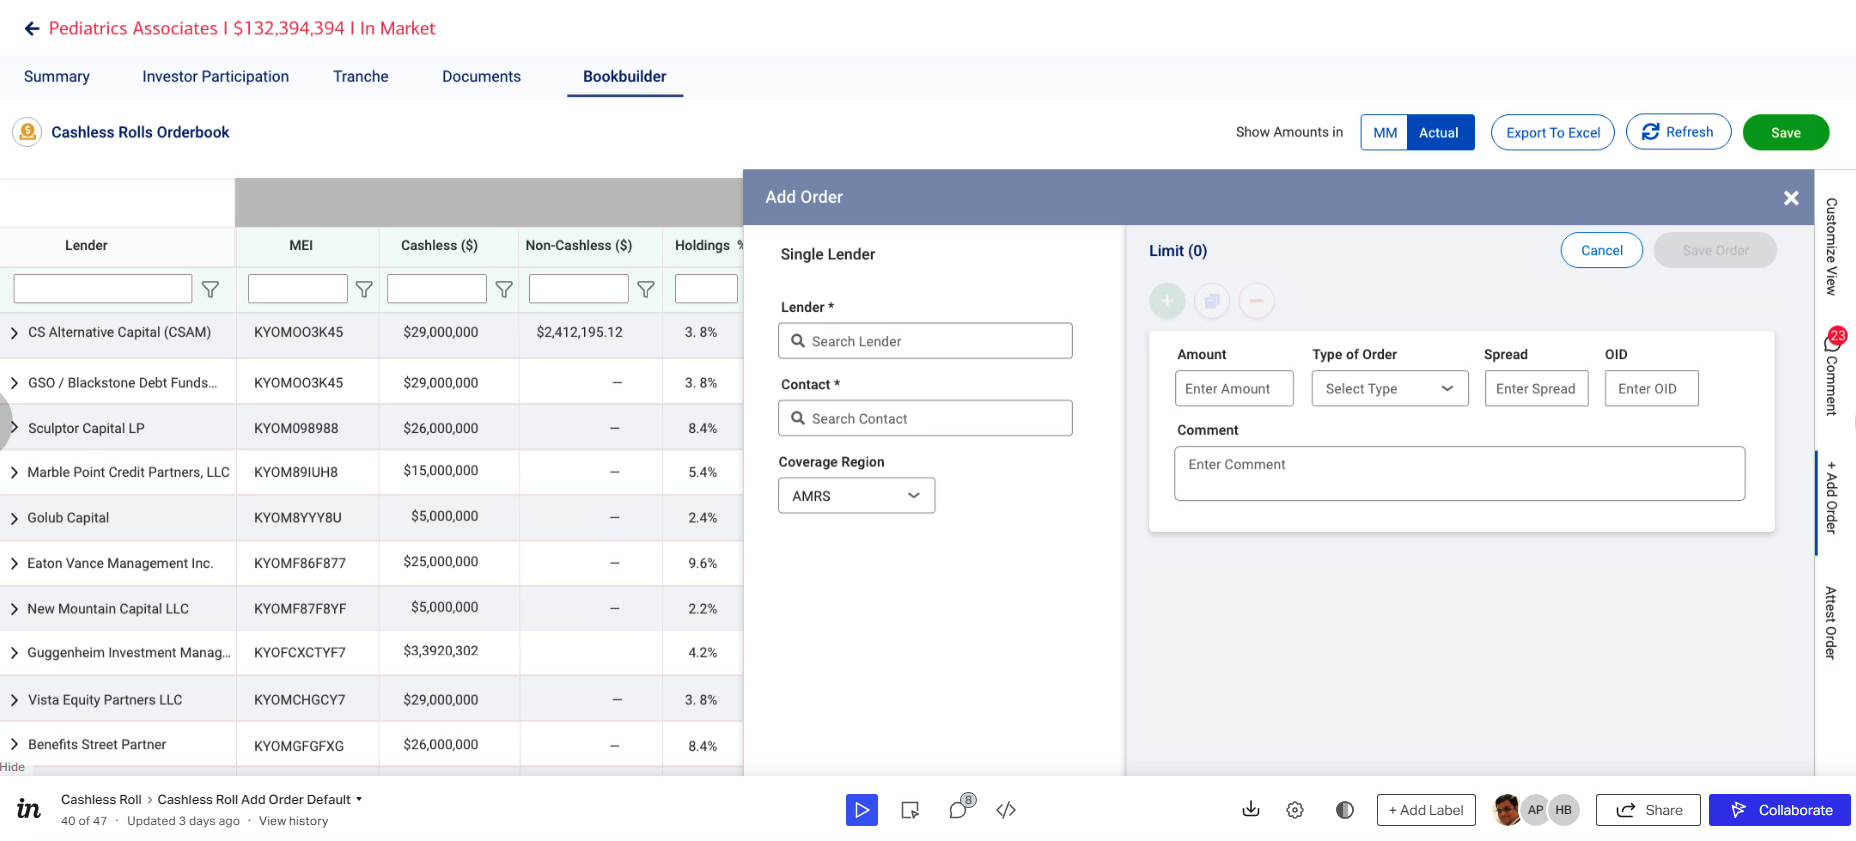 Pediatrics Associates I $132,394,394 I In Market
Summary Investor Participation Tranche Documents Bookbuilder
Cashless Rolls Orderbook
Show Amounts in MM Actual Export To Excel Refresh Save
Add Order
Lender MEI Cashless ($) Non-Cashless ($) Holdings %
CS Alternative Capital (CSAM) KYOMOO3K45 $29,000,000 $2,412,195.12 3. 8%
GSO / Blackstone Debt Funds... KYOMOO3K45 $29,000,000 — 3. 8%
Sculptor Capital LP KYOM098988 $26,000,000 — 8.4%
Marble Point Credit Partners, LLC KYOM89IUH8 $15,000,000 — 5.4%
Golub Capital KYOM8YYY8U $5,000,000 — 2.4%
Eaton Vance Management Inc. KYOMF86F877 $25,000,000 — 9.6%
New Mountain Capital LLC KYOMF87F8YF $5,000,000 — 2.2%
Guggenheim Investment Manag... KYOFCXCTYF7 $3,3920,302 4.2%
Vista Equity Partners LLC KYOMCHGCY7 $29,000,000 — 3. 8%
Benefits Street Partner KYOMGFGFXG $26,000,000 — 8.4%
Hide
Single Lender
Lender *
Search Lender
Contact *
Search Contact
Coverage Region
AMRS
Limit (0) Cancel Save Order
Amount Type of Order Spread OID
Enter Amount Select Type Enter Spread Enter OID
Comment
Enter Comment
Customize View
23
Comment
+ Add Order
Attest Order
in
Cashless Roll › Cashless Roll Add Order Default
40 of 47 · Updated 3 days ago · View history
8
+ Add Label
AP
HB
Share
Collaborate